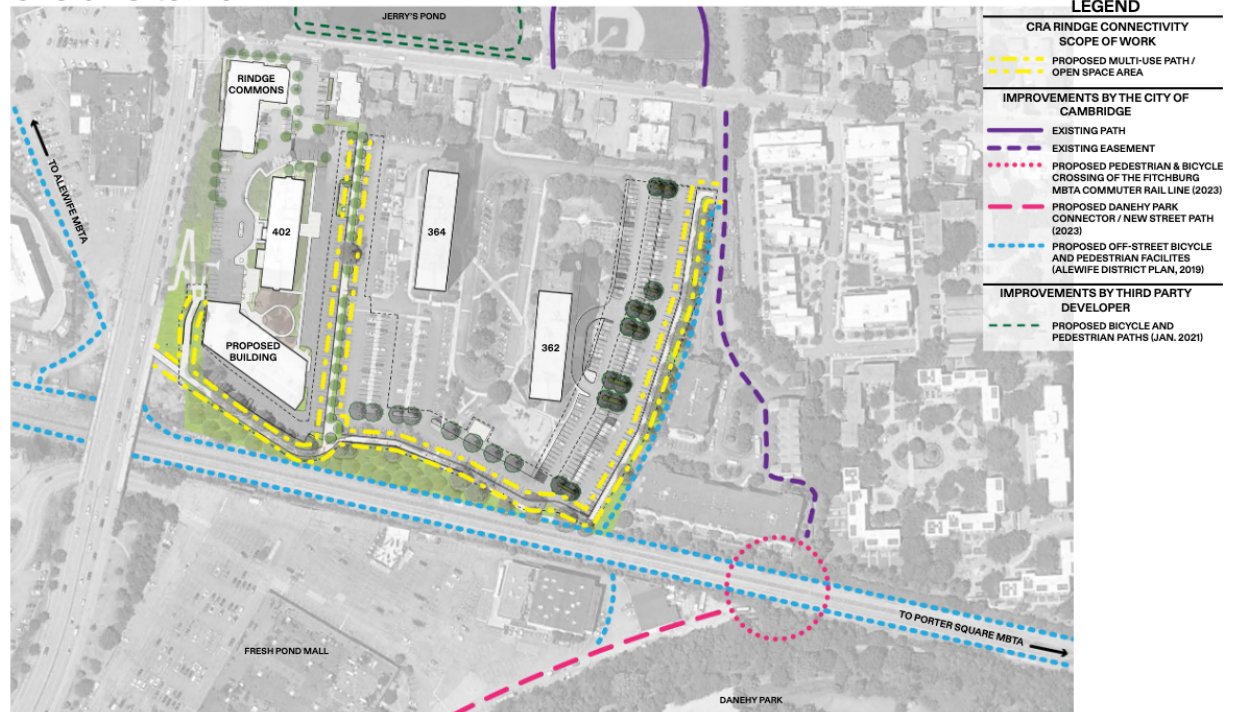 JERRY'S POND
RINDGE
COMMONS
TO ALEWIFE MBTA
402
364
362
PROPOSED
BUILDING
FRESH POND MALL
DANEHY PARK
TO PORTER SQUARE MBTA
LEGEND
CRA RINDGE CONNECTIVITY
SCOPE OF WORK
PROPOSED MULTI-USE PATH /
OPEN SPACE AREA
IMPROVEMENTS BY THE CITY OF
CAMBRIDGE
EXISTING PATH
EXISTING EASEMENT
PROPOSED PEDESTRIAN & BICYCLE
CROSSING OF THE FITCHBURG
MBTA COMMUTER RAIL LINE (2023)
PROPOSED DANEHY PARK
CONNECTOR / NEW STREET PATH
(2023)
PROPOSED OFF-STREET BICYCLE
AND PEDESTRIAN FACILITES
(ALEWIFE DISTRICT PLAN, 2019)
IMPROVEMENTS BY THIRD PARTY
DEVELOPER
PROPOSED BICYCLE AND
PEDESTRIAN PATHS (JAN. 2021)